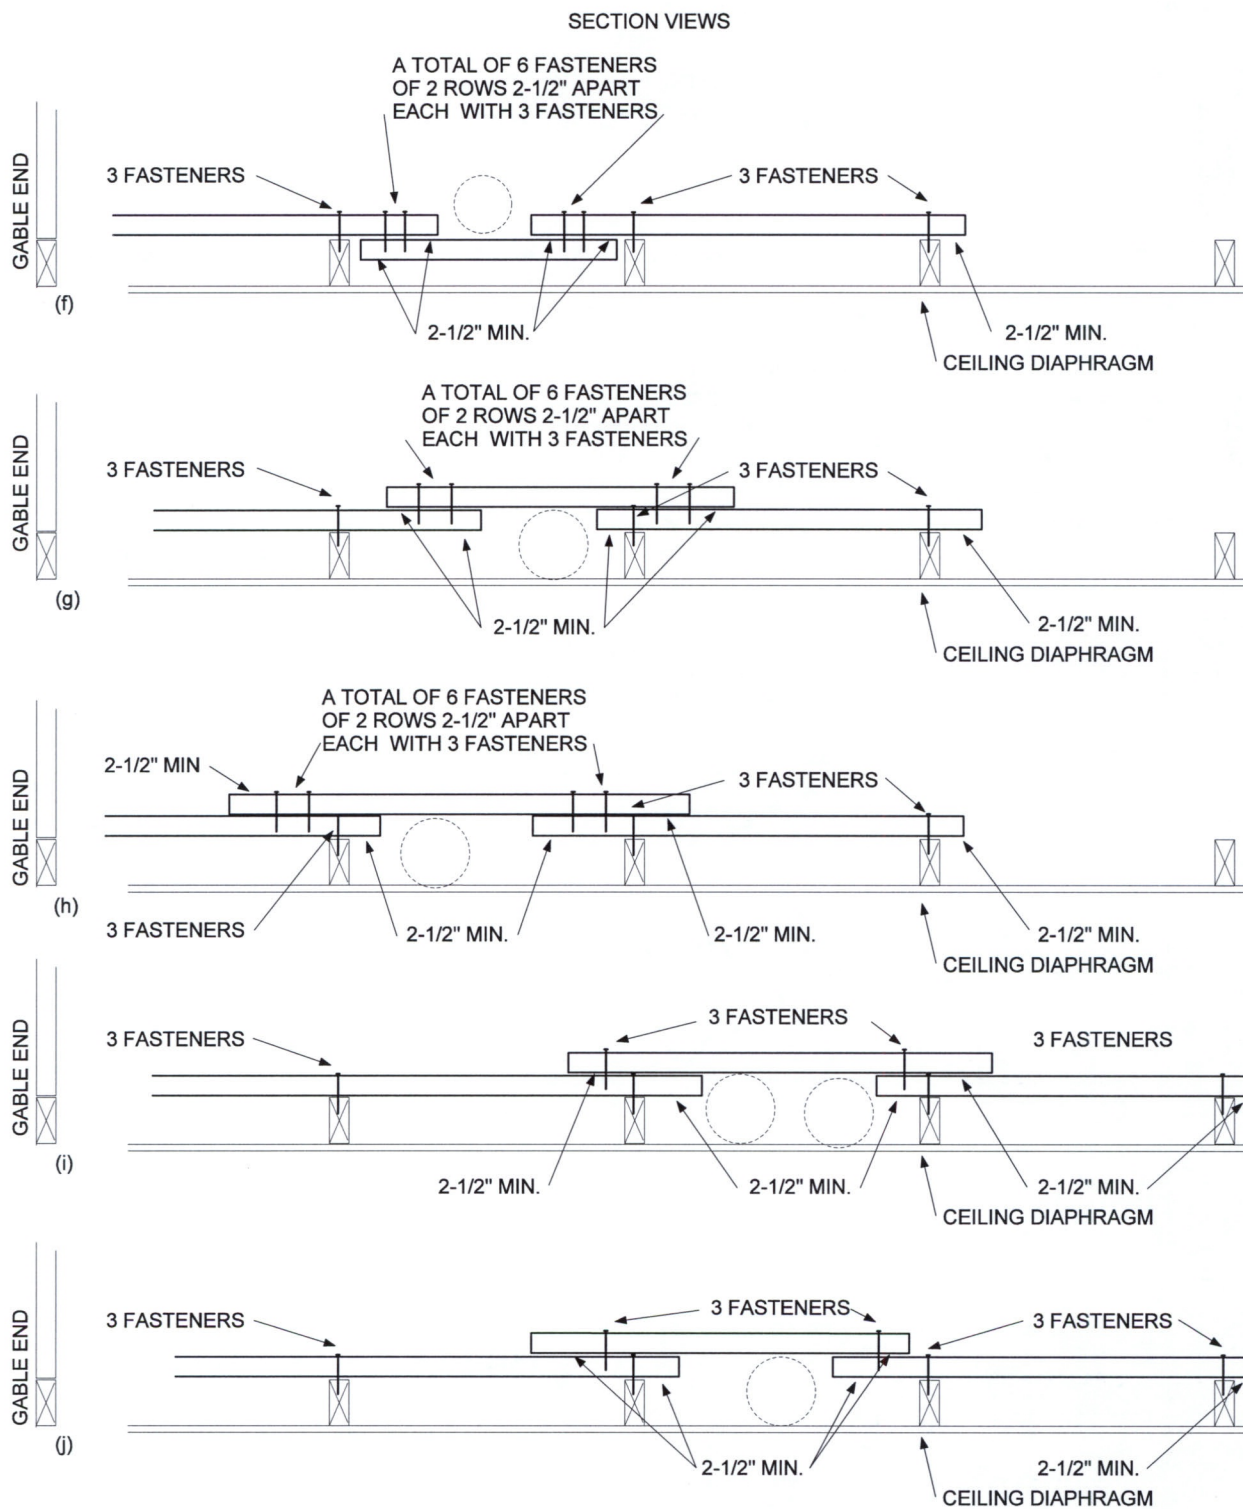 SECTION VIEWS
A TOTAL OF 6 FASTENERS
OF 2 ROWS 2-1/2" APART
EACH WITH 3 FASTENERS
GABLE END
3 FASTENERS
3 FASTENERS
(f)
2-1/2" MIN.
2-1/2" MIN.
CEILING DIAPHRAGM
A TOTAL OF 6 FASTENERS
OF 2 ROWS 2-1/2" APART
EACH WITH 3 FASTENERS
GABLE END
3 FASTENERS
3 FASTENERS
(g)
2-1/2" MIN.
2-1/2" MIN.
CEILING DIAPHRAGM
A TOTAL OF 6 FASTENERS
OF 2 ROWS 2-1/2" APART
EACH WITH 3 FASTENERS
2-1/2" MIN
GABLE END
3 FASTENERS
(h)
3 FASTENERS
2-1/2" MIN.
2-1/2" MIN.
2-1/2" MIN.
CEILING DIAPHRAGM
GABLE END
3 FASTENERS
3 FASTENERS
3 FASTENERS
(i)
2-1/2" MIN.
2-1/2" MIN.
2-1/2" MIN.
CEILING DIAPHRAGM
GABLE END
3 FASTENERS
3 FASTENERS
3 FASTENERS
(j)
2-1/2" MIN.
2-1/2" MIN.
CEILING DIAPHRAGM